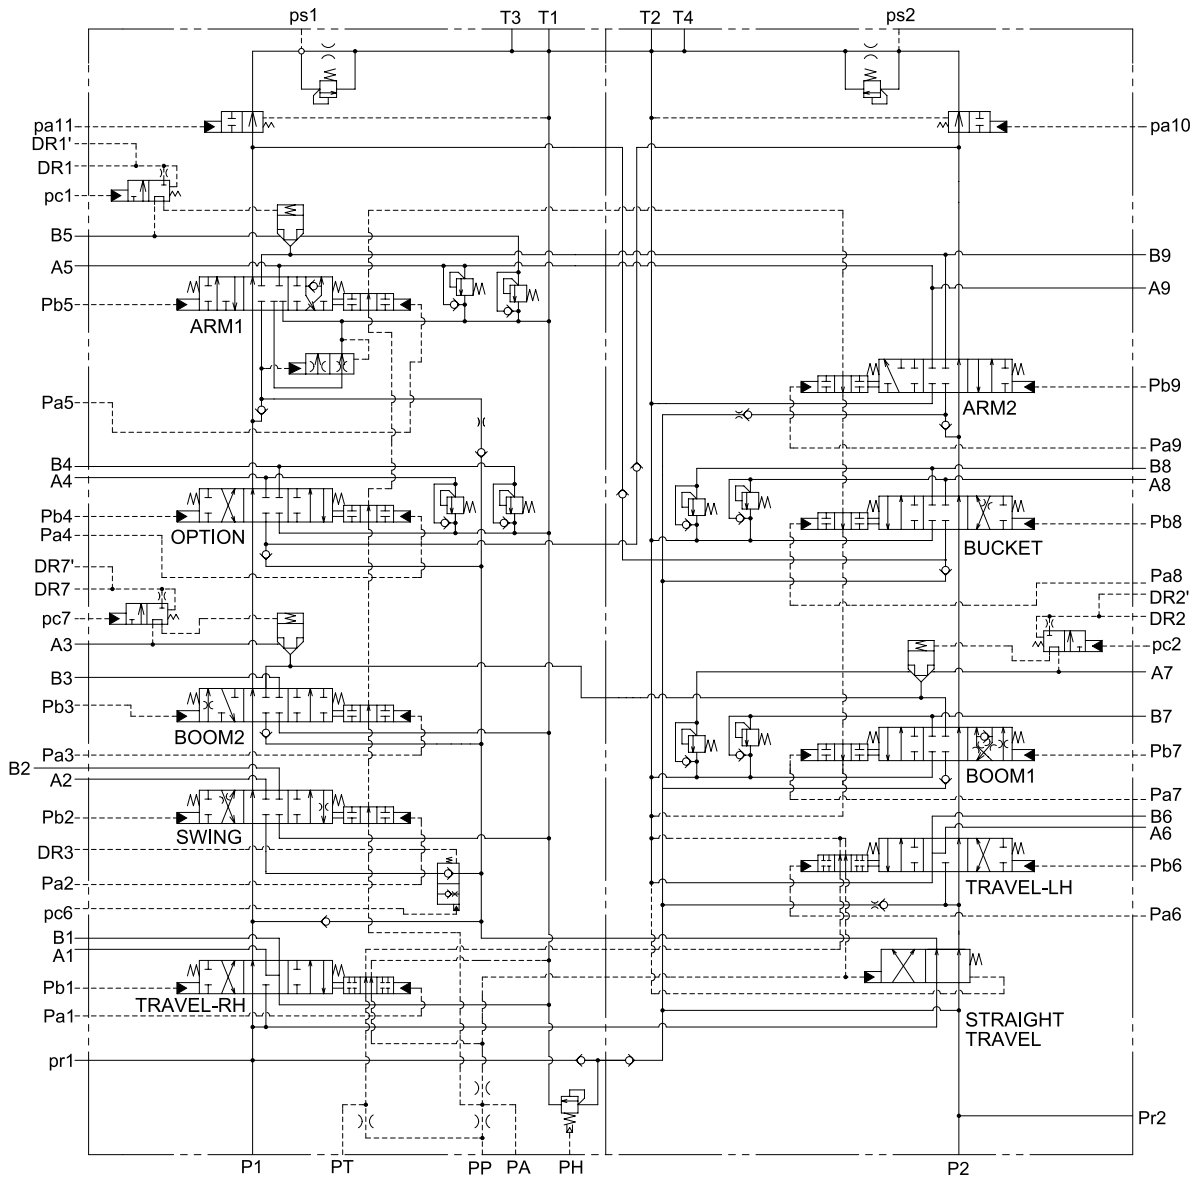 ps1 T3 T1 T2 T4 ps2
pa11 pa10
DR1'
DR1
pc1
B5 B9
A5 A9
Pb5
ARM1
Pb9
ARM2
Pa5
Pa9
B4 B8
A4 A8
Pb4 Pb8
OPTION BUCKET
Pa4
DR7' Pa8
DR7 DR2'
DR2
pc7
A3 pc2
A7
B3
Pb3 B7
BOOM2
Pb7
Pa3
B2 BOOM1
A2
Pa7
Pb2 B6
A6
SWING
DR3
Pb6
Pa2 TRAVEL-LH
pc6 Pa6
B1
A1
Pb1
TRAVEL-RH
Pa1 STRAIGHT
TRAVEL
pr1
Pr2
P1 PT PP PA PH P2